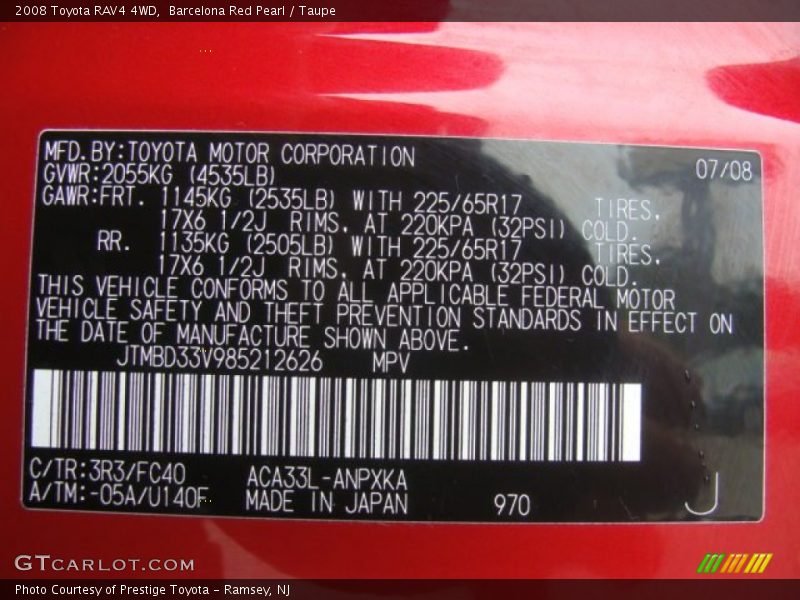 2008 Toyota RAV4 4WD,  Barcelona Red Pearl / Taupe
MFD.BY:TOYOTA MOTOR CORPORATION 07/08
GVWR:2055KG (4535LB)
GAWR:FRT. 1145KG (2535LB) WITH 225/65R17 TIRES,
17X6 1/2J RIMS, AT 220KPA (32PSI) COLD.
RR. 1135KG (2505LB) WITH 225/65R17 TIRES,
17X6 1/2J RIMS, AT 220KPA (32PSI) COLD.
THIS VEHICLE CONFORMS TO ALL APPLICABLE FEDERAL MOTOR
VEHICLE SAFETY AND THEFT PREVENTION STANDARDS IN EFFECT ON
THE DATE OF MANUFACTURE SHOWN ABOVE.
JTMBD33V985212626 MPV
C/TR:3R3/FC40 ACA33L-ANPXKA
A/TM:-05A/U140F MADE IN JAPAN 970 J
GTCARLOT.COM
Photo Courtesy of Prestige Toyota - Ramsey, NJ